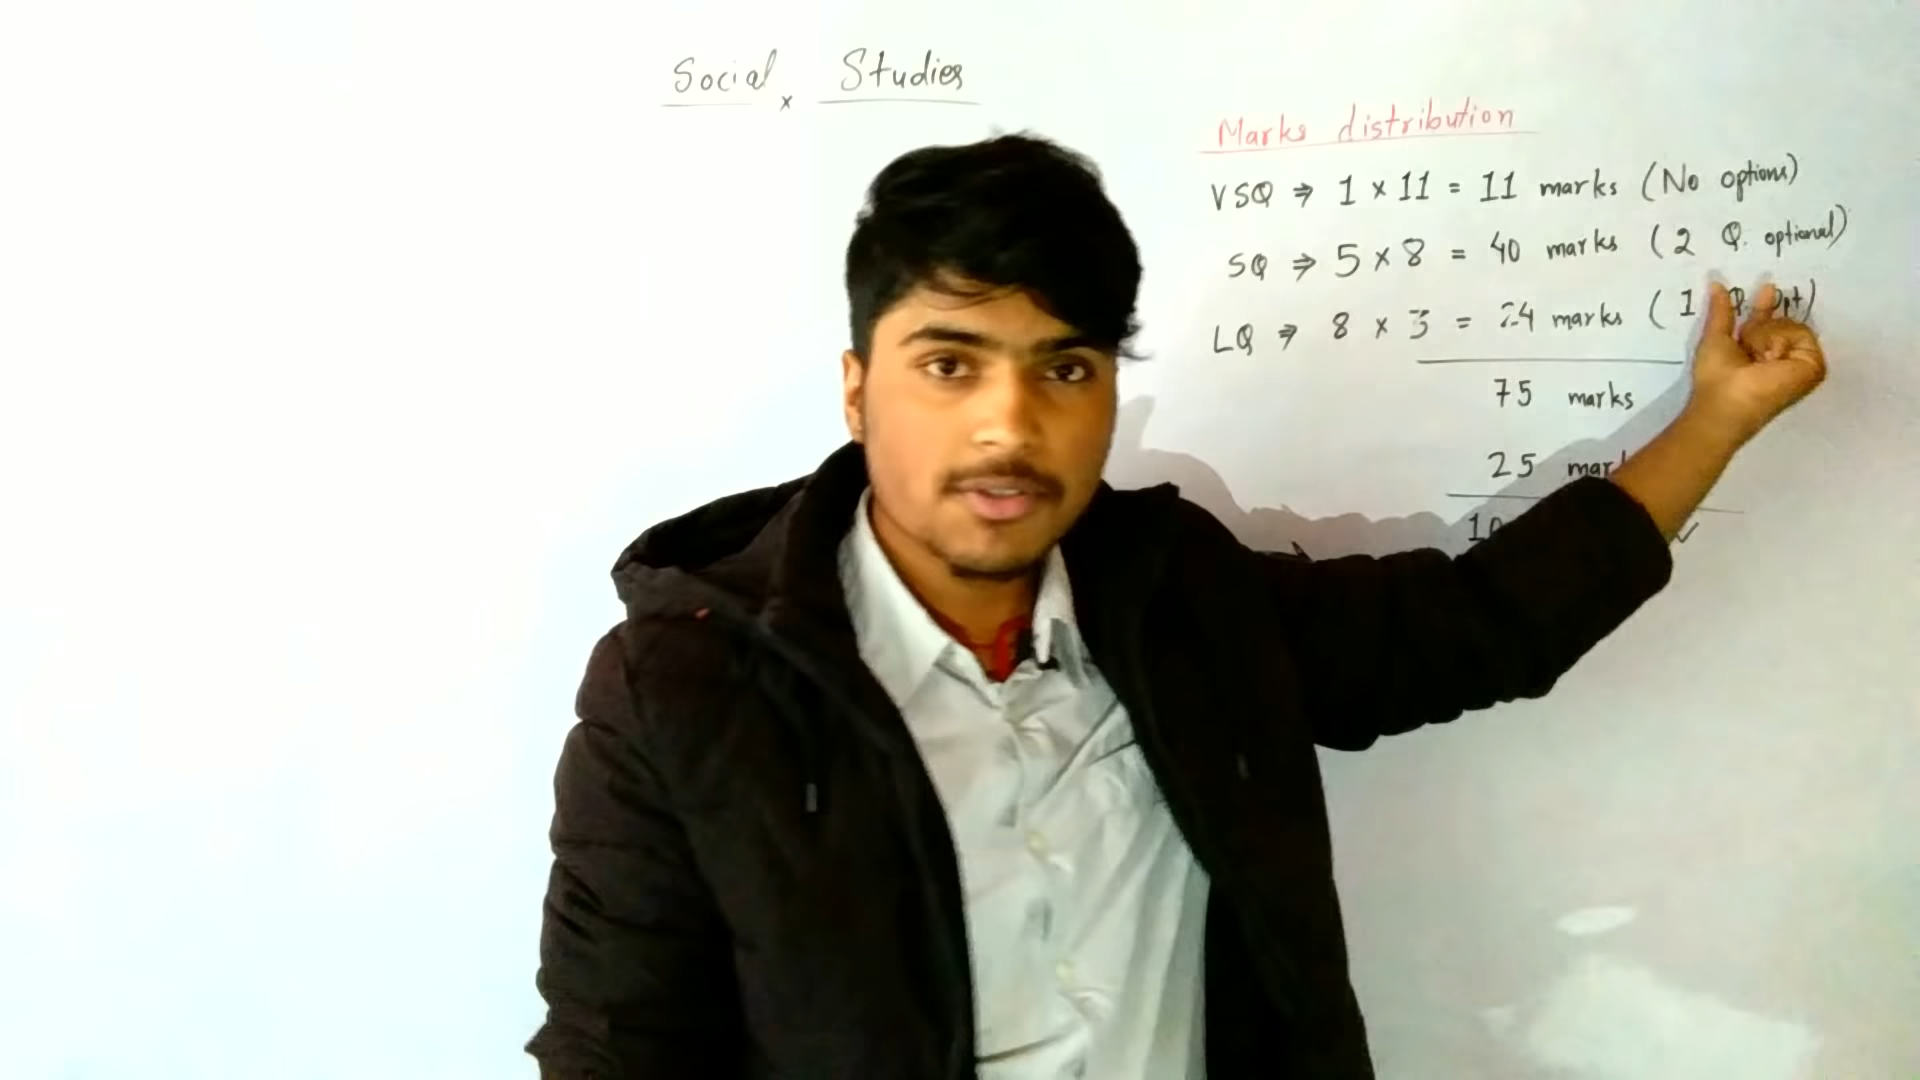 Social Studies
Marks distribution
VSQ ⇒ 1 × 11 = 11 marks (No options)
SQ ⇒ 5 × 8 = 40 marks (2 Q. optional)
LQ ⇒ 8 × 3 = 24 marks (1 Q. Opt)
75 marks
25